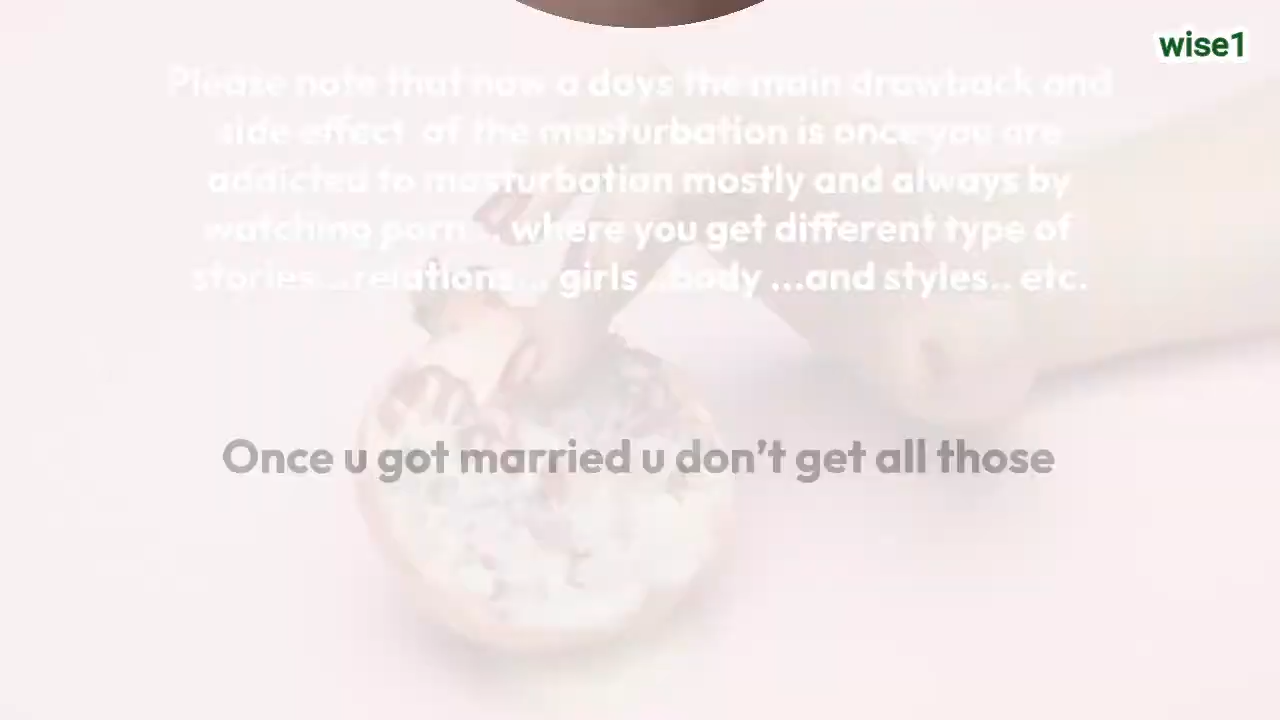 wise1
Please note that now a days the main drawback and
side effect of the masturbation is once you are
addicted to masturbation mostly and always by
watching porn... where you get different type of
stories...relations... girls ..body ...and styles.. etc.
Once u got married u don't get all those